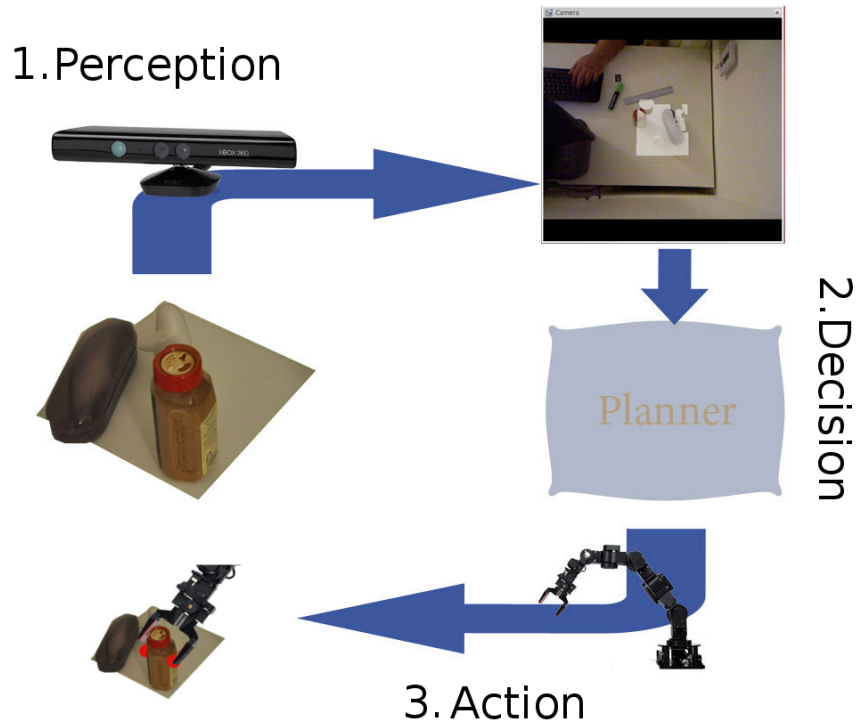 1.Perception
Camera
XBOX 360
2.Decision
Planner
3. Action